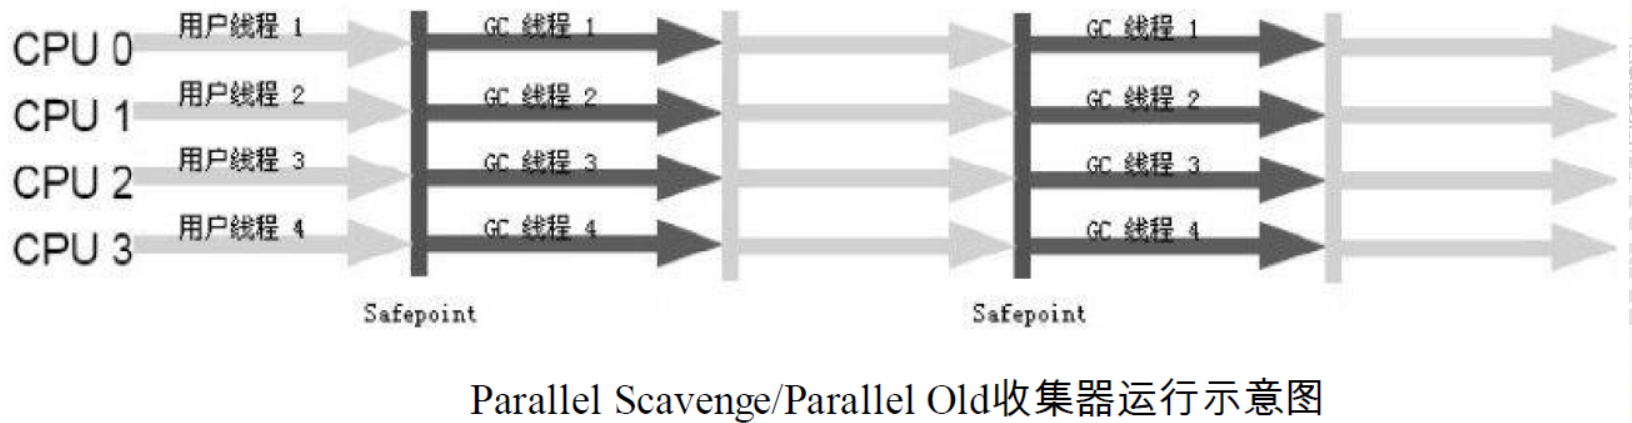 CPU 0 用户线程 1 GC 线程 1 GC 线程 1
CPU 1 用户线程 2 GC 线程 2 GC 线程 2
CPU 2 用户线程 3 GC 线程 3 GC 线程 3
CPU 3 用户线程 4 GC 线程 4 GC 线程 4
Safepoint Safepoint
Parallel Scavenge/Parallel Old收集器运行示意图